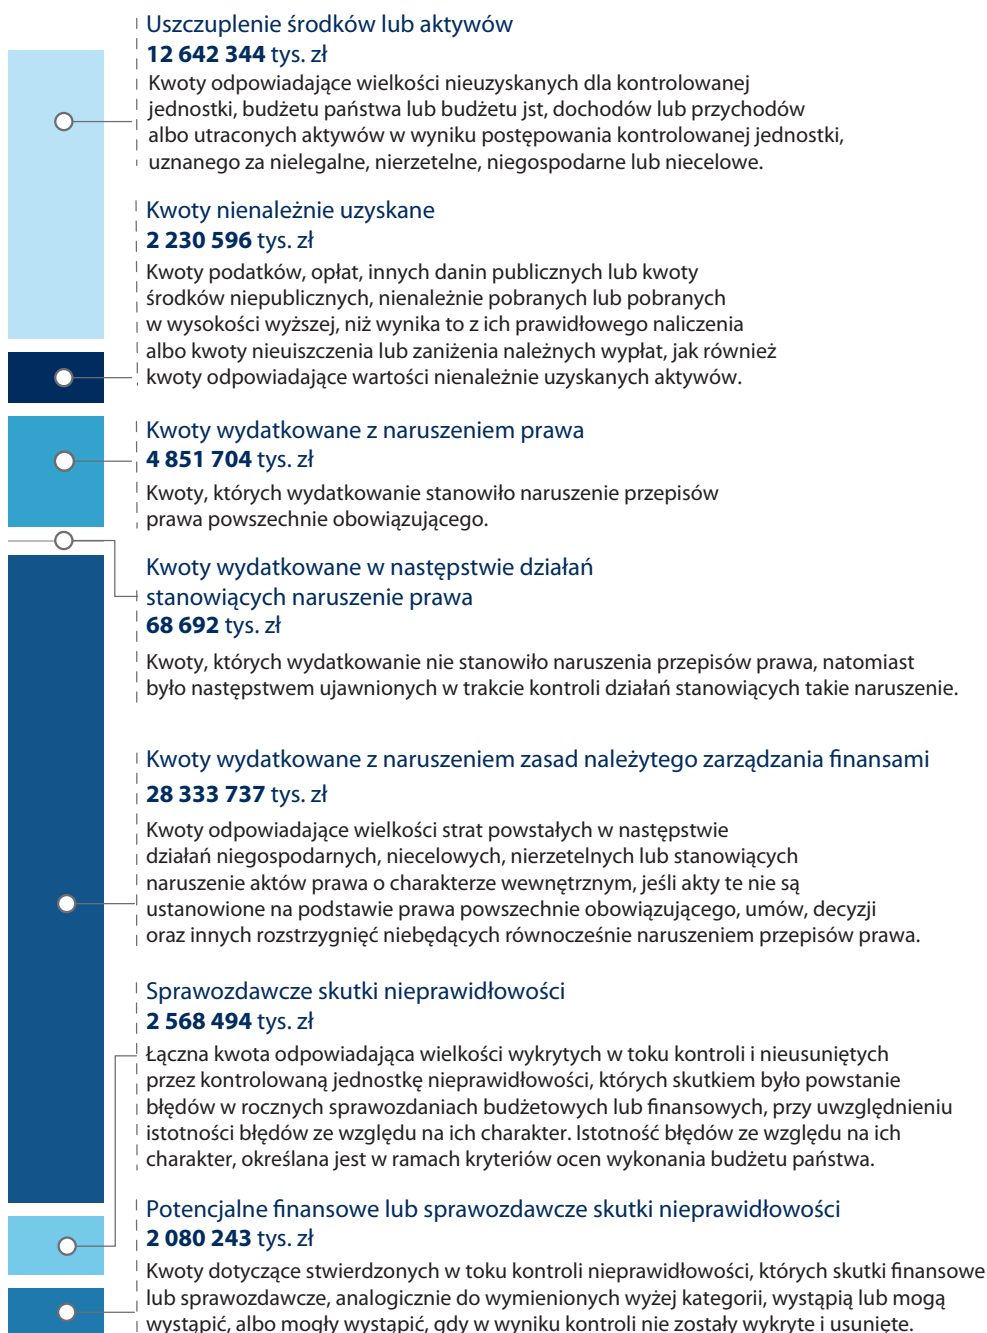 Uszczuplenie środków lub aktywów
12 642 344 tys. zł
Kwoty odpowiadające wielkości nieuzyskanych dla kontrolowanej
jednostki, budżetu państwa lub budżetu jst, dochodów lub przychodów
albo utraconych aktywów w wyniku postępowania kontrolowanej jednostki,
uznanego za nielegalne, nierzetelne, niegospodarne lub niecelowe.
Kwoty nienależnie uzyskane
2 230 596 tys. zł
Kwoty podatków, opłat, innych danin publicznych lub kwoty
środków niepublicznych, nienależnie pobranych lub pobranych
w wysokości wyższej, niż wynika to z ich prawidłowego naliczenia
albo kwoty nieuiszczenia lub zaniżenia należnych wypłat, jak również
kwoty odpowiadające wartości nienależnie uzyskanych aktywów.
Kwoty wydatkowane z naruszeniem prawa
4 851 704 tys. zł
Kwoty, których wydatkowanie stanowiło naruszenie przepisów
prawa powszechnie obowiązującego.
Kwoty wydatkowane w następstwie działań
stanowiących naruszenie prawa
68 692 tys. zł
Kwoty, których wydatkowanie nie stanowiło naruszenia przepisów prawa, natomiast
było następstwem ujawnionych w trakcie kontroli działań stanowiących takie naruszenie.
Kwoty wydatkowane z naruszeniem zasad należytego zarządzania finansami
28 333 737 tys. zł
Kwoty odpowiadające wielkości strat powstałych w następstwie
działań niegospodarnych, niecelowych, nierzetelnych lub stanowiących
naruszenie aktów prawa o charakterze wewnętrznym, jeśli akty te nie są
ustanowione na podstawie prawa powszechnie obowiązującego, umów, decyzji
oraz innych rozstrzygnięć niebędących równocześnie naruszeniem przepisów prawa.
Sprawozdawcze skutki nieprawidłowości
2 568 494 tys. zł
Łączna kwota odpowiadająca wielkości wykrytych w toku kontroli i nieusuniętych
przez kontrolowaną jednostkę nieprawidłowości, których skutkiem było powstanie
błędów w rocznych sprawozdaniach budżetowych lub finansowych, przy uwzględnieniu
istotności błędów ze względu na ich charakter. Istotność błędów ze względu na ich
charakter, określana jest w ramach kryteriów ocen wykonania budżetu państwa.
Potencjalne finansowe lub sprawozdawcze skutki nieprawidłowości
2 080 243 tys. zł
Kwoty dotyczące stwierdzonych w toku kontroli nieprawidłowości, których skutki finansowe
lub sprawozdawcze, analogicznie do wymienionych wyżej kategorii, wystąpią lub mogą
wystąpić, albo mogły wystąpić, gdy w wyniku kontroli nie zostały wykryte i usunięte.